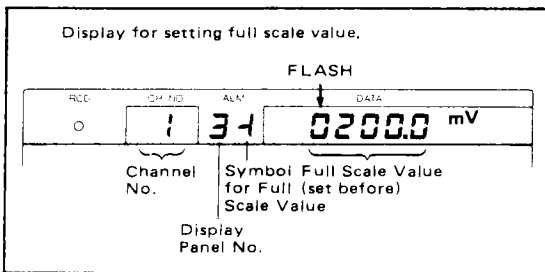 Display for setting full scale value.
FLASH
RCD CH. NO. ALM DATA
1 3 0200.0 mV
Channel No.
Symbol for Full Scale Value
Full Scale Value (set before)
Display Panel No.